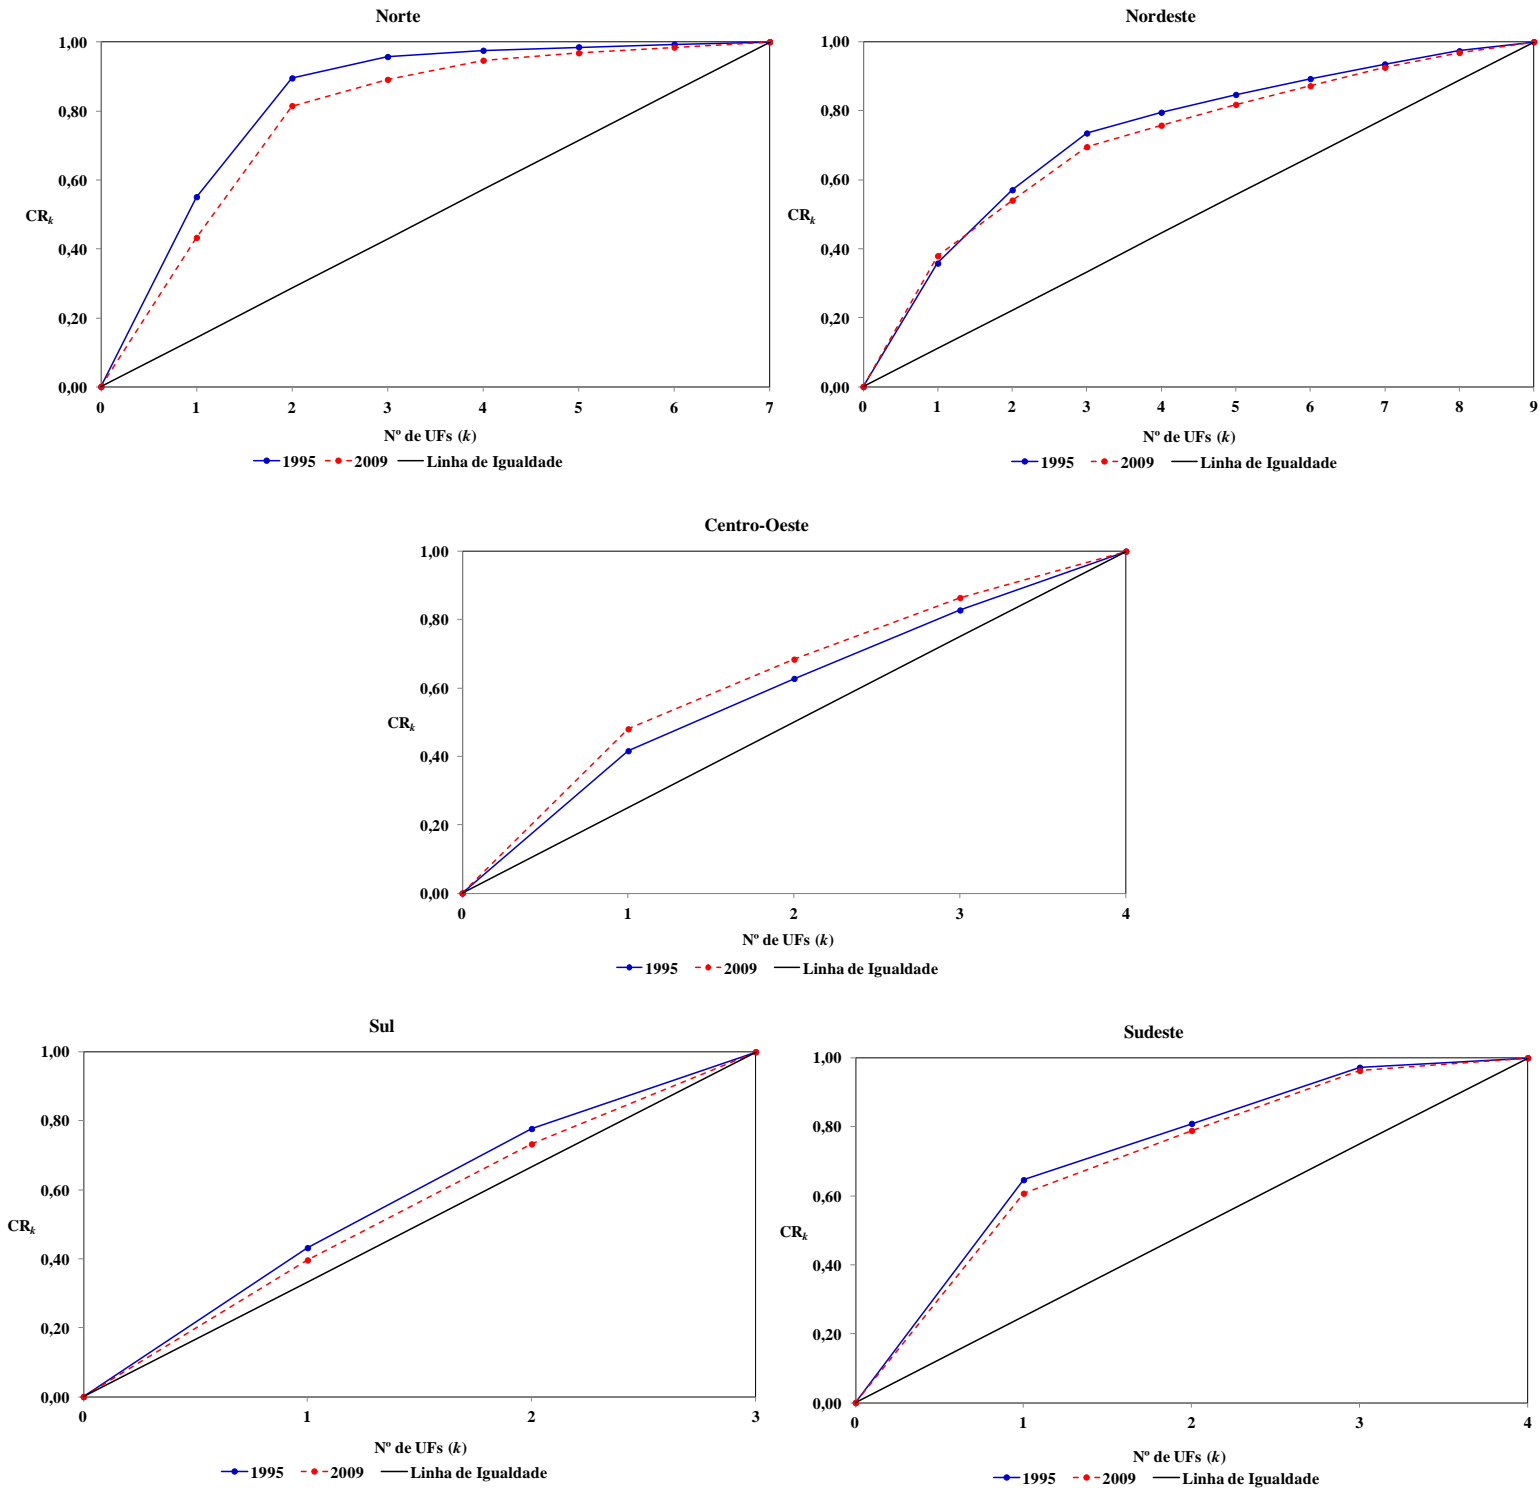 Norte
1,00
0,80
0,60
CRk
0,40
0,20
0,00
0 1 2 3 4 5 6 7
Nº de UFs (k)
1995 2009 Linha de Igualdade
Nordeste
1,00
0,80
0,60
CRk
0,40
0,20
0,00
0 1 2 3 4 5 6 7 8 9
Nº de UFs (k)
1995 2009 Linha de Igualdade
Centro-Oeste
1,00
0,80
0,60
CRk
0,40
0,20
0,00
0 1 2 3 4
Nº de UFs (k)
1995 2009 Linha de Igualdade
Sul
1,00
0,80
0,60
CRk
0,40
0,20
0,00
0 1 2 3
Nº de UFs (k)
1995 2009 Linha de Igualdade
Sudeste
1,00
0,80
0,60
CRk
0,40
0,20
0,00
0 1 2 3 4
Nº de UFs (k)
1995 2009 Linha de Igualdade